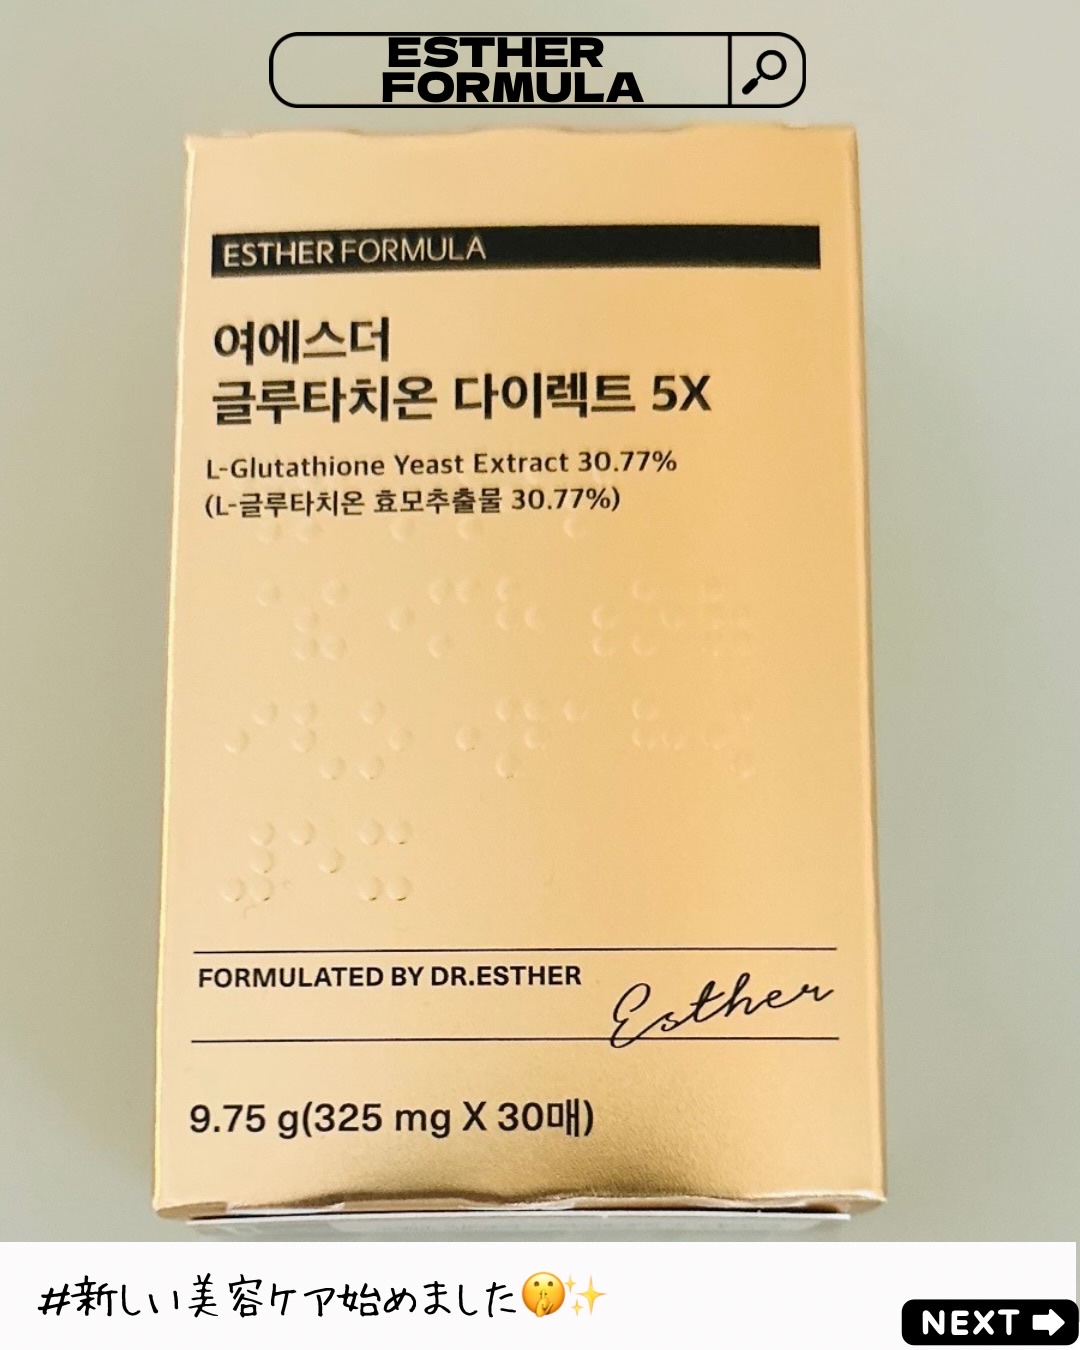 ESTHER
FORMULA
ESTHER FORMULA
여에스더
글루타치온 다이렉트 5X
L-Glutathione Yeast Extract 30.77%
(L-글루타치온 효모추출물 30.77%)
FORMULATED BY DR.ESTHER
Esther
9.75 g(325 mg X 30매)
#新しい美容ケア始めました🤫✨
NEXT